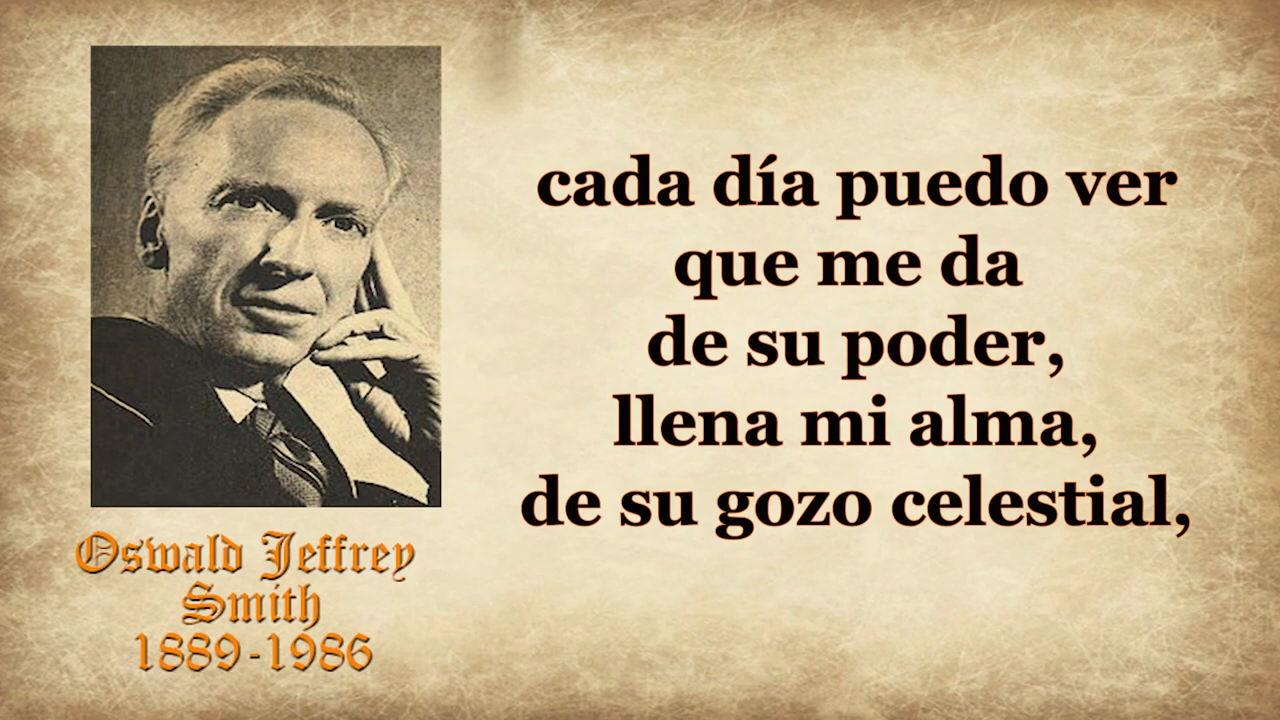 cada día puedo ver
que me da
de su poder,
llena mi alma,
de su gozo celestial,
Oswald Jeffrey
Smith
1889-1986